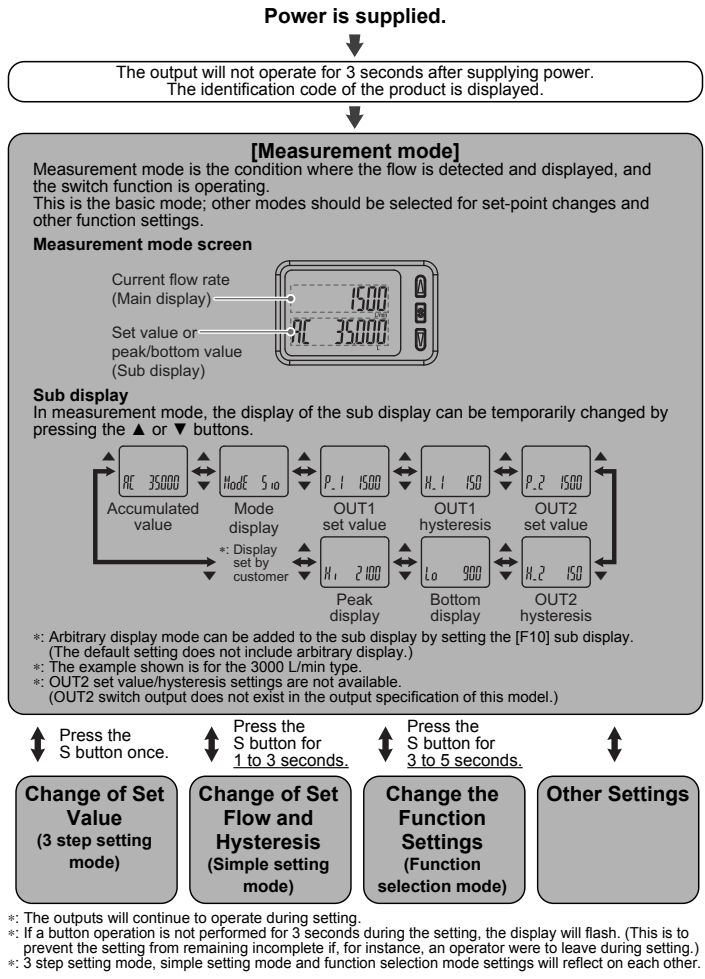 Power is supplied.
The output will not operate for 3 seconds after supplying power.
The identification code of the product is displayed.
[Measurement mode]
Measurement mode is the condition where the flow is detected and displayed, and
the switch function is operating.
This is the basic mode; other modes should be selected for set-point changes and
other function settings.
Measurement mode screen
Current flow rate
(Main display)
1500
L/min
Set value or
peak/bottom value
(Sub display)
AC 35000
L
Sub display
In measurement mode, the display of the sub display can be temporarily changed by
pressing the ▲ or ▼ buttons.
AC 35000
ModE S io
P_1 1500
H_1 150
P_2 1500
Accumulated
value
Mode
display
OUT1
set value
OUT1
hysteresis
OUT2
set value
*: Display
set by
customer
Hi 2100
Lo 900
H_2 150
Peak
display
Bottom
display
OUT2
hysteresis
*: Arbitrary display mode can be added to the sub display by setting the [F10] sub display.
(The default setting does not include arbitrary display.)
*: The example shown is for the 3000 L/min type.
*: OUT2 set value/hysteresis settings are not available.
(OUT2 switch output does not exist in the output specification of this model.)
Press the
S button once.
Press the
S button for
1 to 3 seconds.
Press the
S button for
3 to 5 seconds.
Change of Set
Value
(3 step setting
mode)
Change of Set
Flow and
Hysteresis
(Simple setting
mode)
Change the
Function
Settings
(Function
selection mode)
Other Settings
*: The outputs will continue to operate during setting.
*: If a button operation is not performed for 3 seconds during the setting, the display will flash. (This is to
prevent the setting from remaining incomplete if, for instance, an operator were to leave during setting.)
*: 3 step setting mode, simple setting mode and function selection mode settings will reflect on each other.